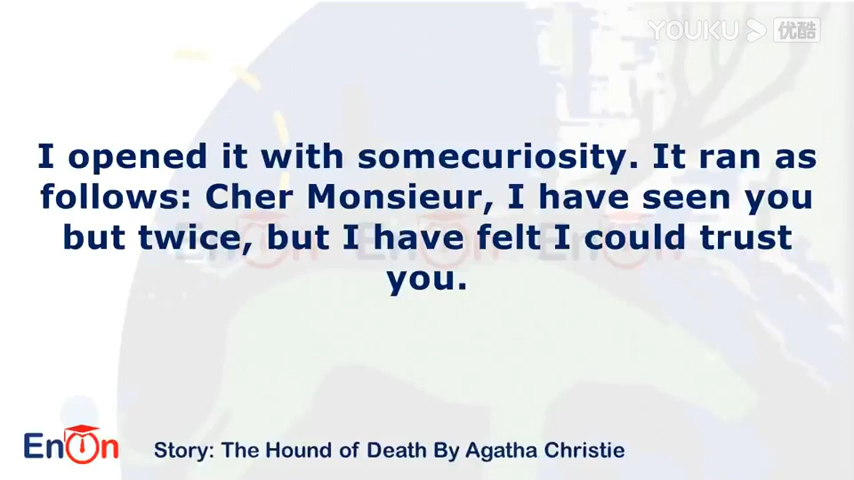 YOUKU 优酷
I opened it with somecuriosity. It ran as
follows: Cher Monsieur, I have seen you
but twice, but I have felt I could trust
you.
EnOn
Story: The Hound of Death By Agatha Christie